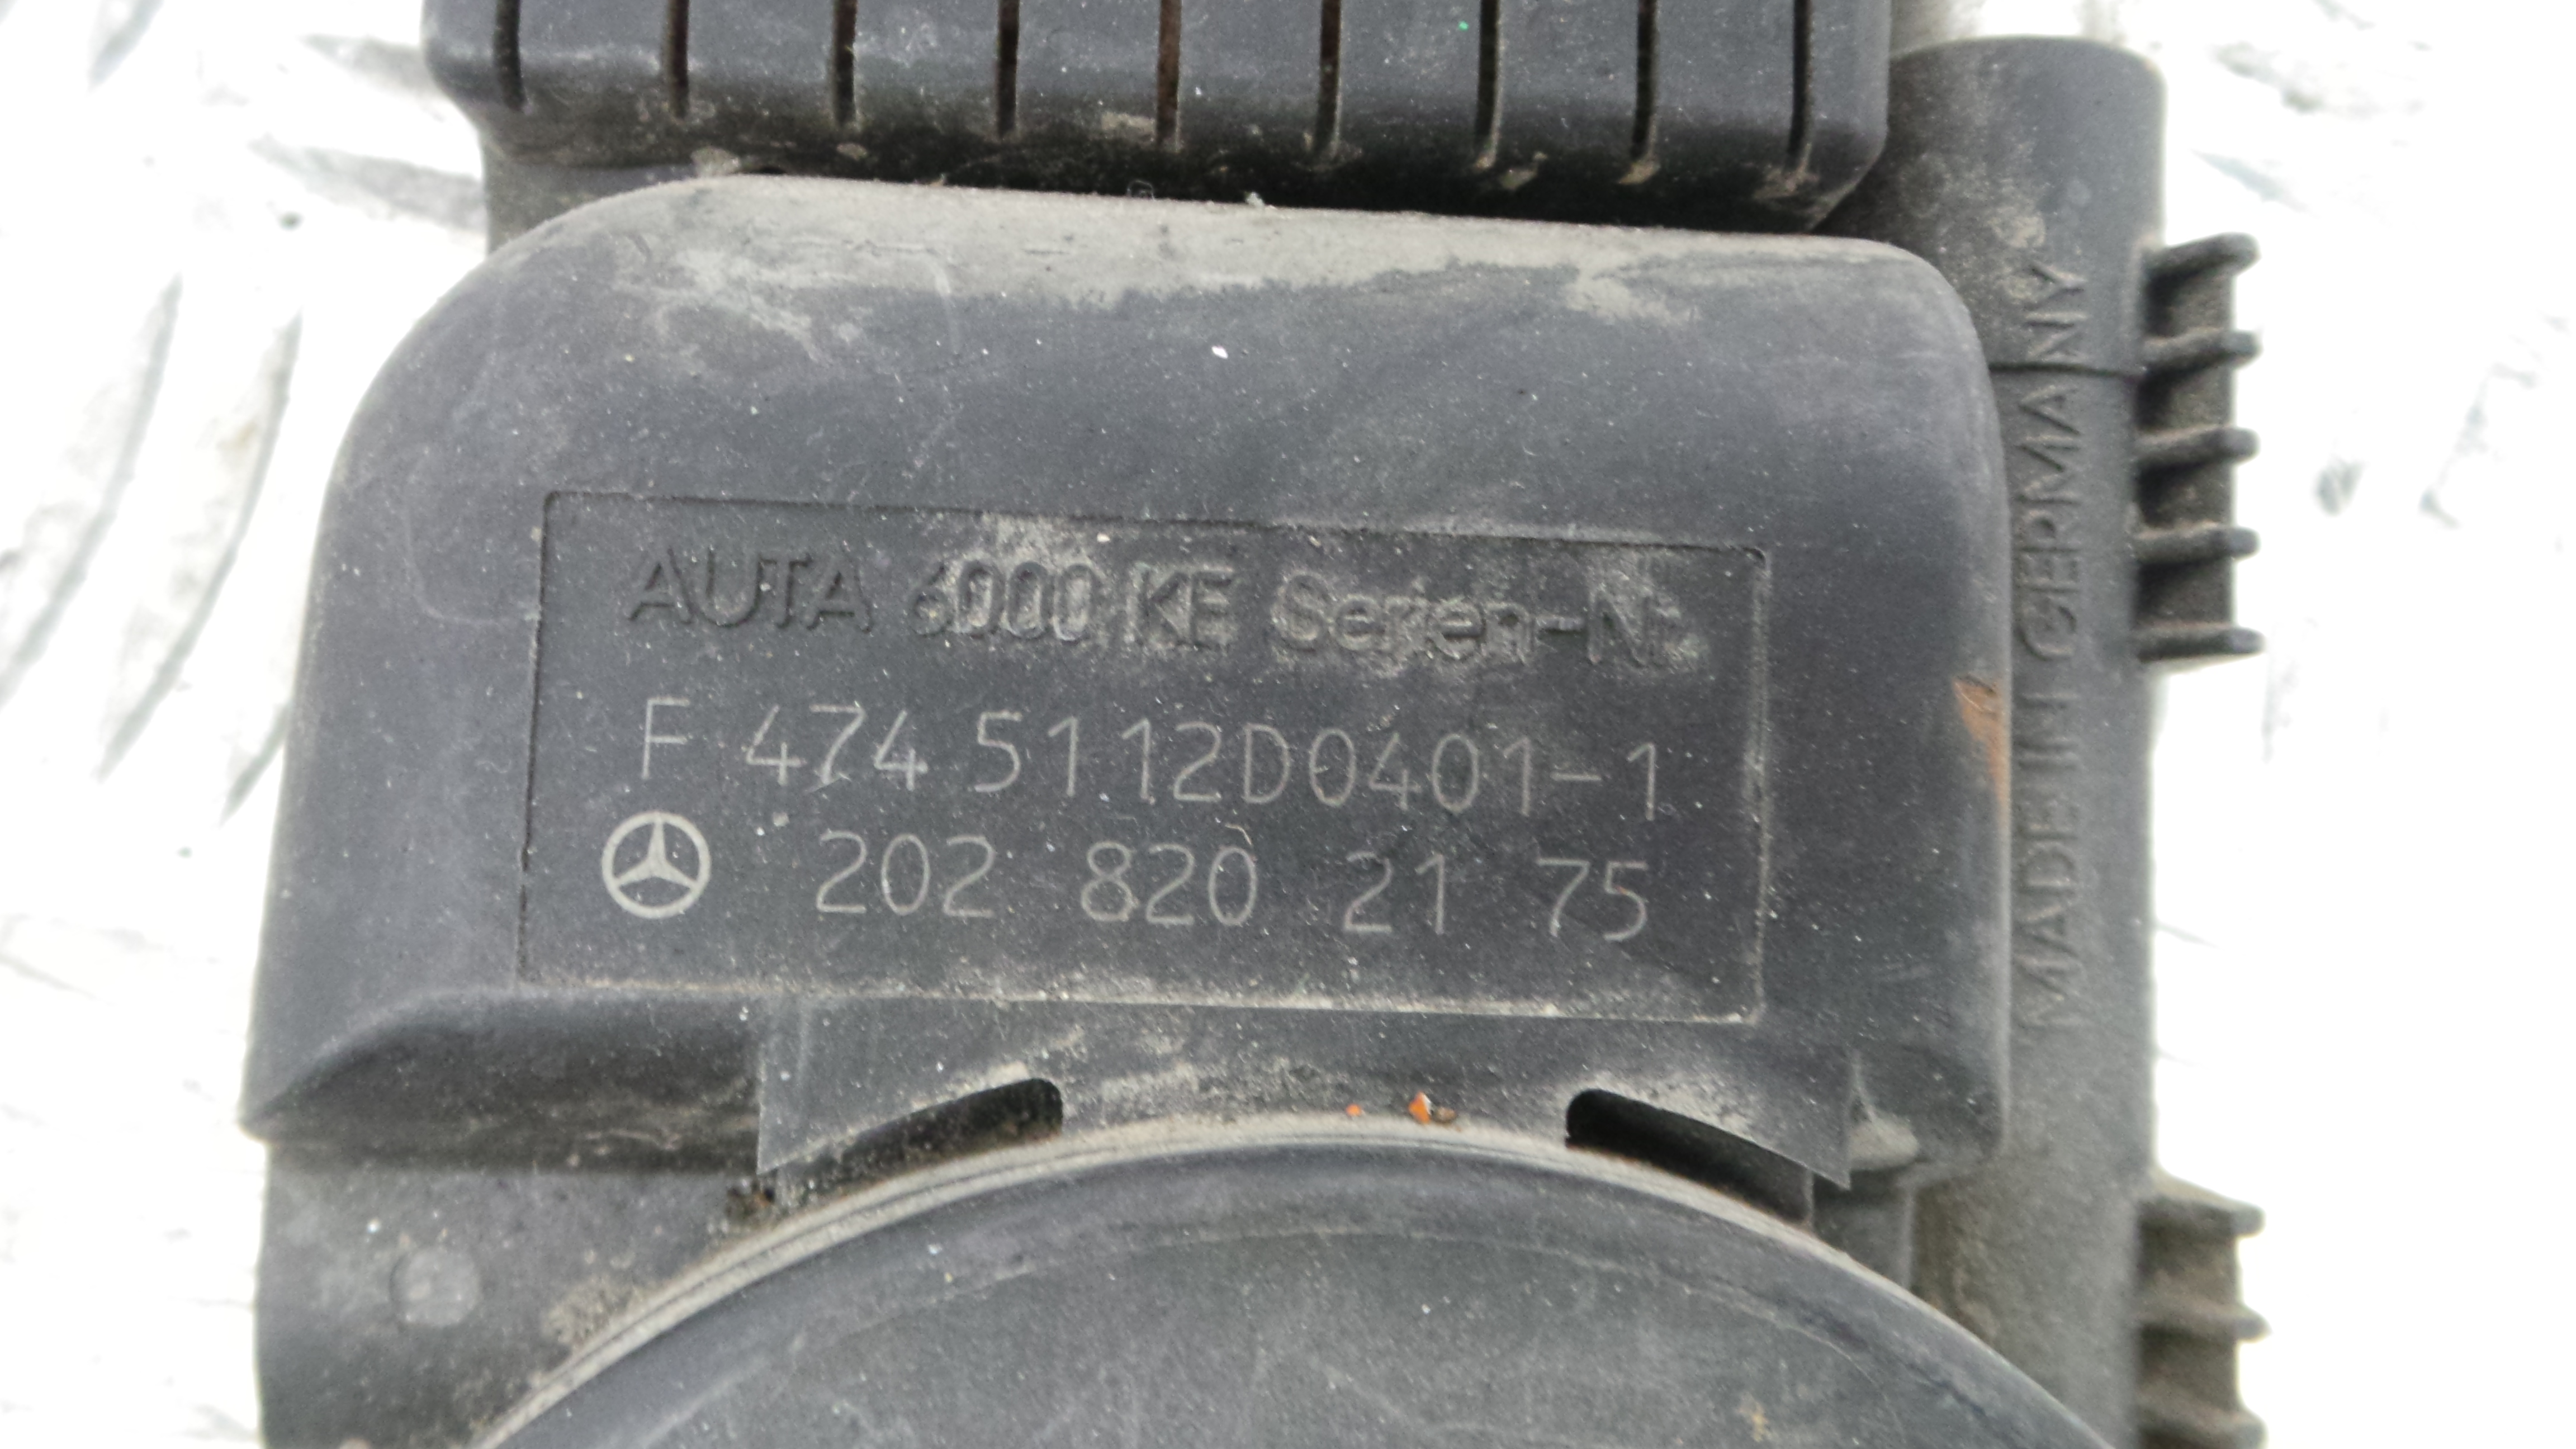 AUTA 6000 KE Serien-Nr.
F 474 5112D0401-1
202 820 21 75
MADE IN GERMANY